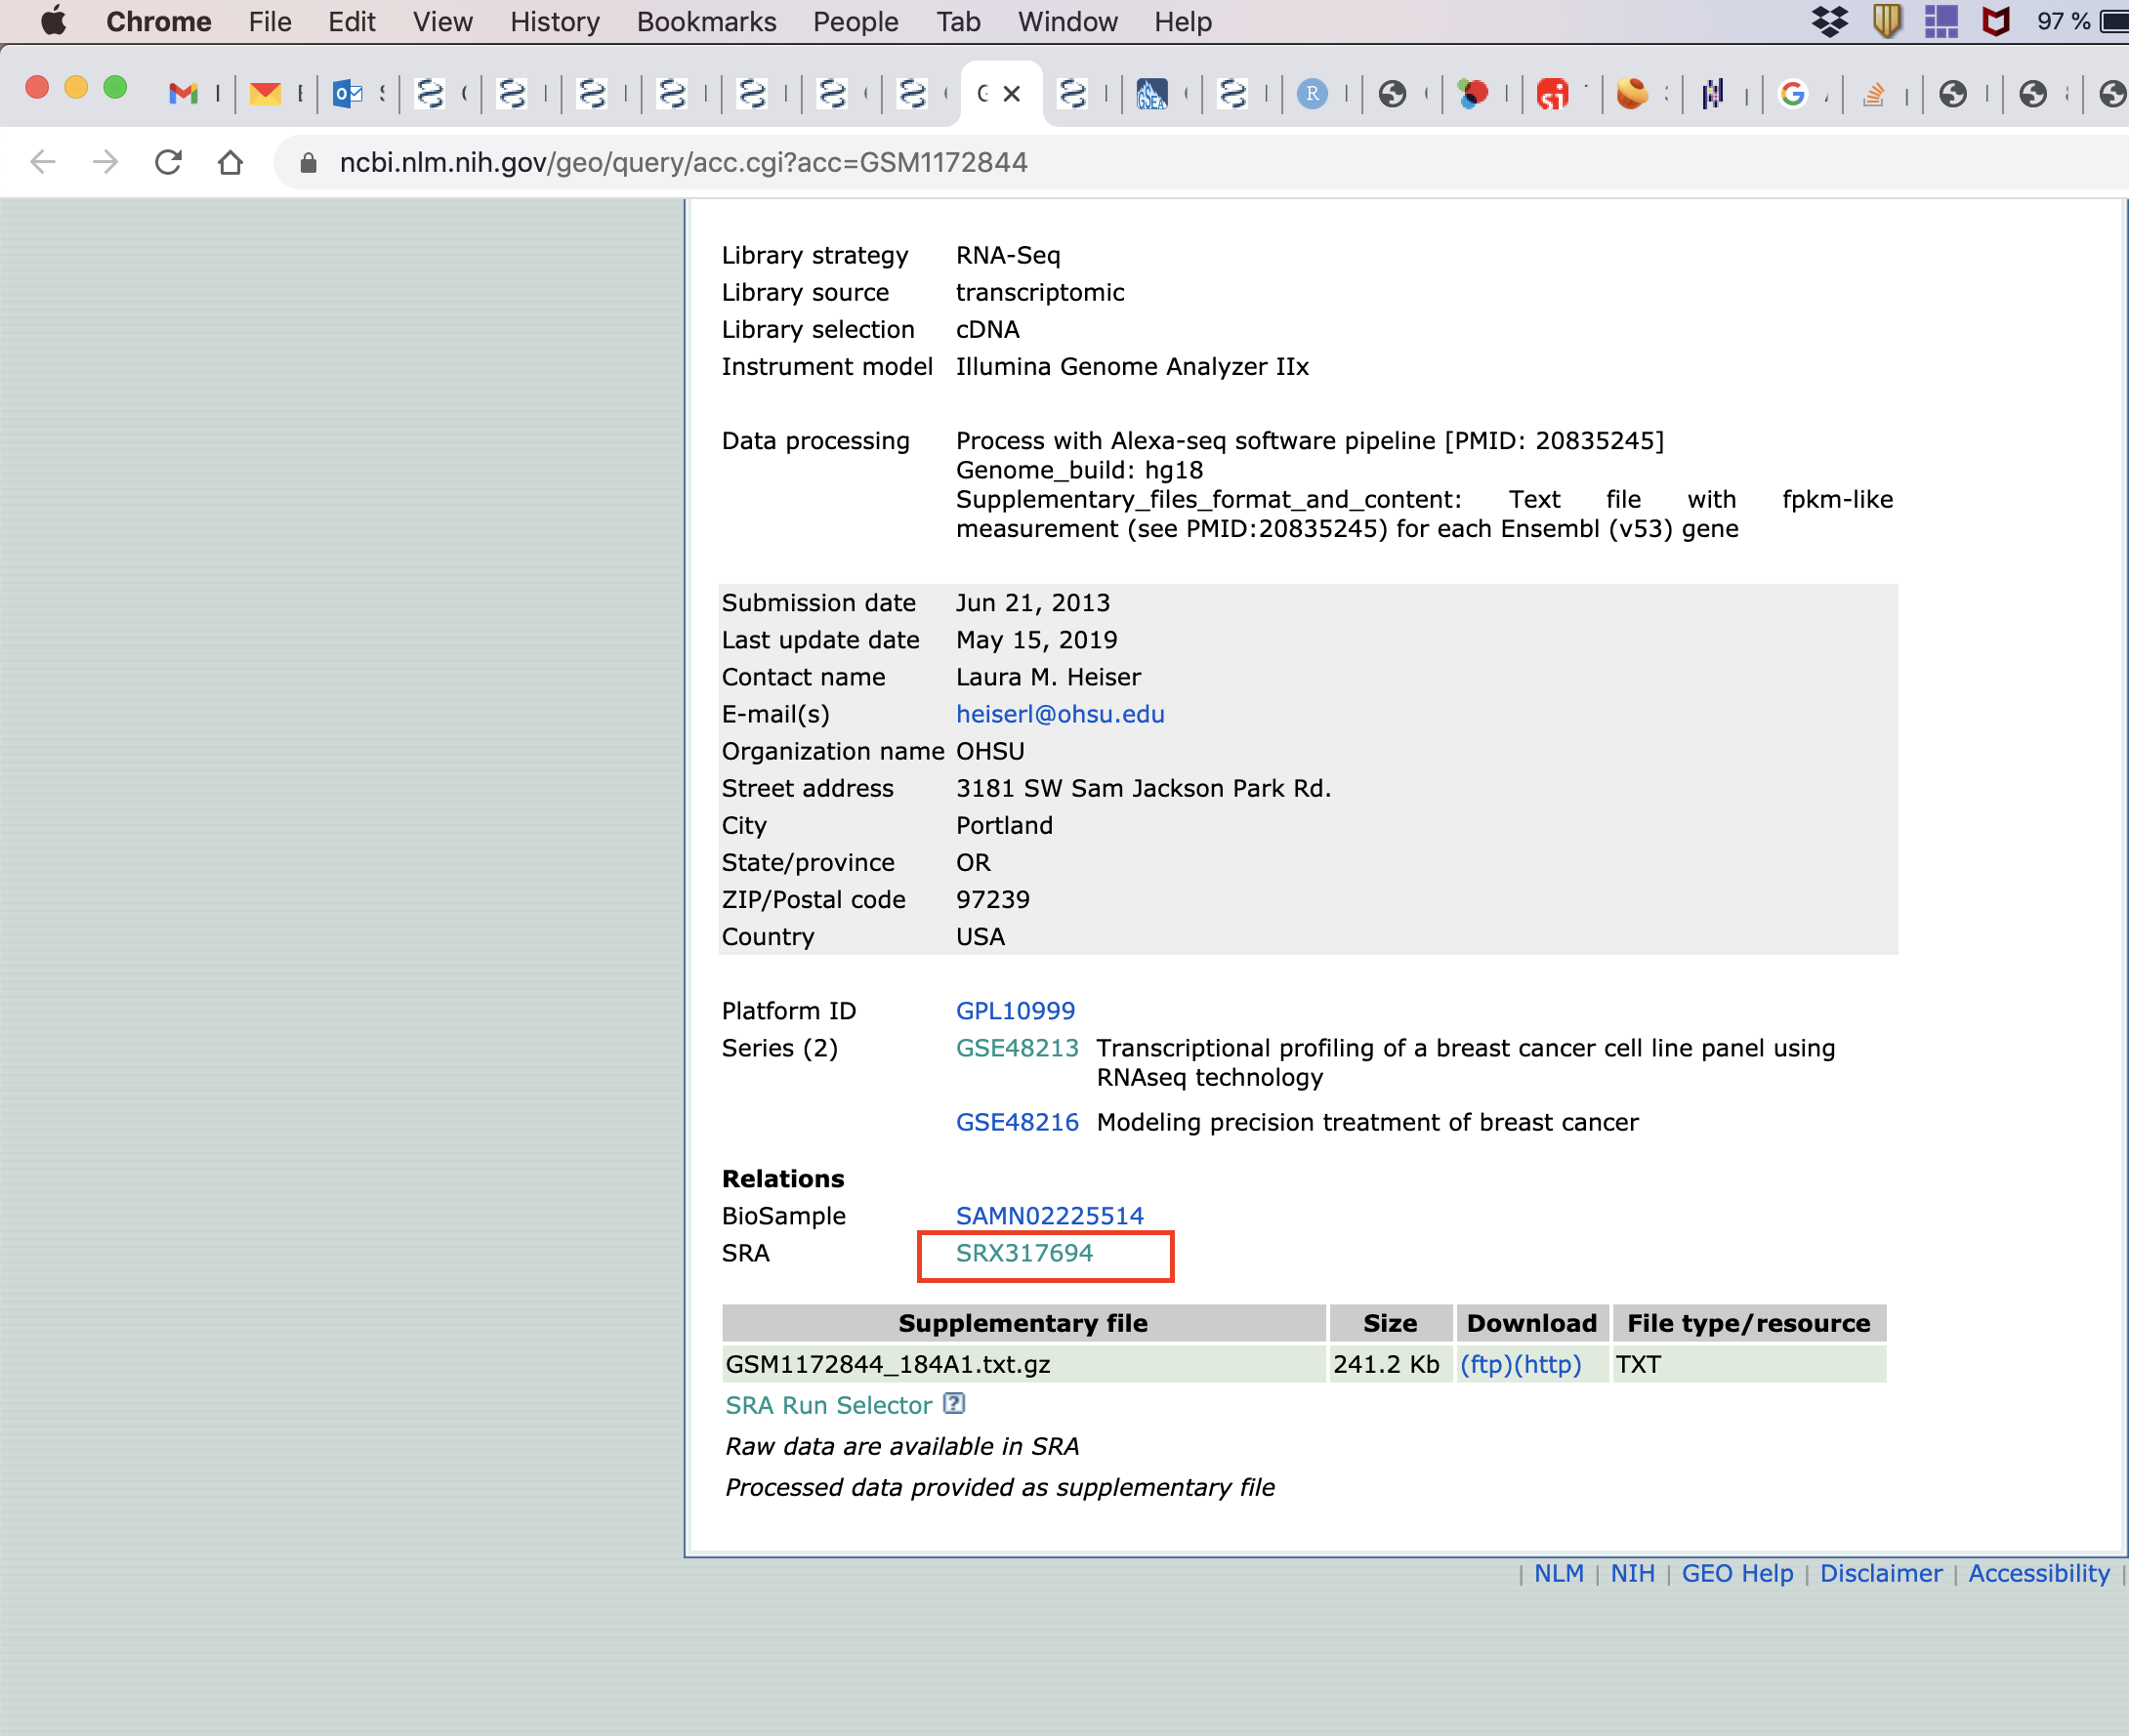 Chrome File Edit View History Bookmarks People Tab Window Help 97 %
ncbi.nlm.nih.gov/geo/query/acc.cgi?acc=GSM1172844
Library strategy RNA-Seq
Library source transcriptomic
Library selection cDNA
Instrument model Illumina Genome Analyzer IIx
Data processing Process with Alexa-seq software pipeline [PMID: 20835245]
Genome_build: hg18
Supplementary_files_format_and_content: Text file with fpkm-like
measurement (see PMID:20835245) for each Ensembl (v53) gene
Submission date Jun 21, 2013
Last update date May 15, 2019
Contact name Laura M. Heiser
E-mail(s) heiserl@ohsu.edu
Organization name OHSU
Street address 3181 SW Sam Jackson Park Rd.
City Portland
State/province OR
ZIP/Postal code 97239
Country USA
Platform ID GPL10999
Series (2) GSE48213 Transcriptional profiling of a breast cancer cell line panel using
RNAseq technology
GSE48216 Modeling precision treatment of breast cancer
Relations
BioSample SAMN02225514
SRA SRX317694
Supplementary file Size Download File type/resource
GSM1172844_184A1.txt.gz 241.2 Kb (ftp)(http) TXT
SRA Run Selector ?
Raw data are available in SRA
Processed data provided as supplementary file
| NLM | NIH | GEO Help | Disclaimer | Accessibility |